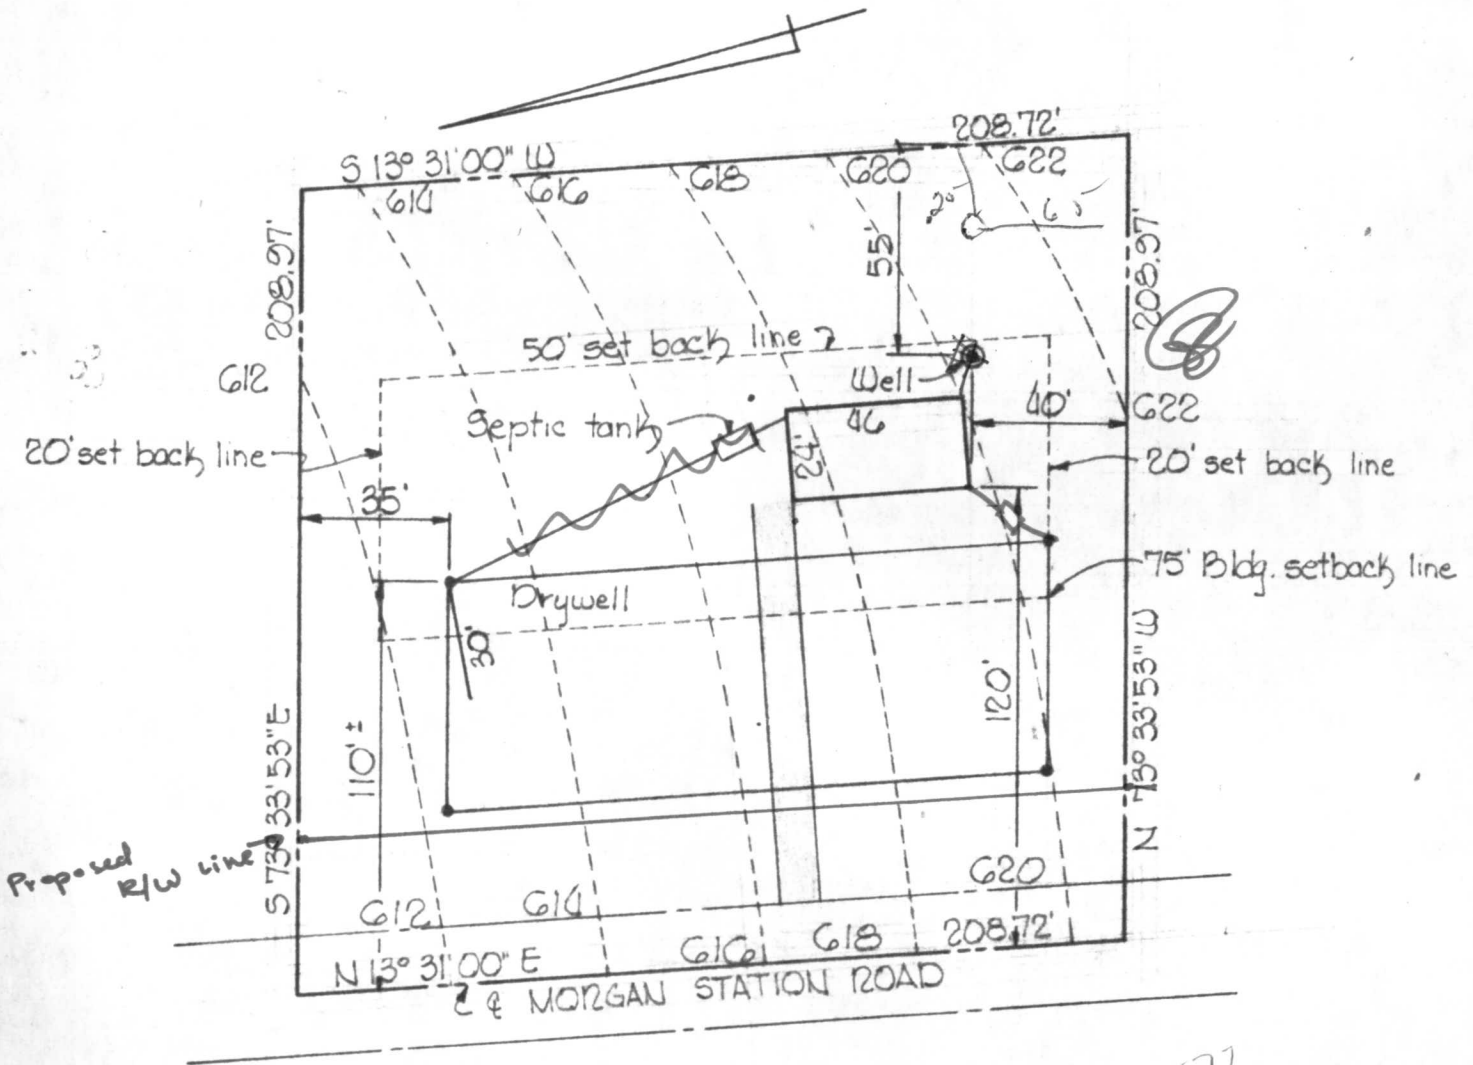 208.72'
S 13° 31' 00" W
614
616
618
620
622
208.97'
208.97'
55'
50' set back line
612
Well
46
40'
622
Septic tank
24'
20' set back line
20' set back line
35'
75' Bldg. setback line
Drywell
30'
120'
110' ±
S 73° 33' 53" E
N 73° 33' 53" W
Proposed
R/W Line
620
612
614
616
618
208.72'
N 13° 31' 00" E
MORGAN STATION ROAD